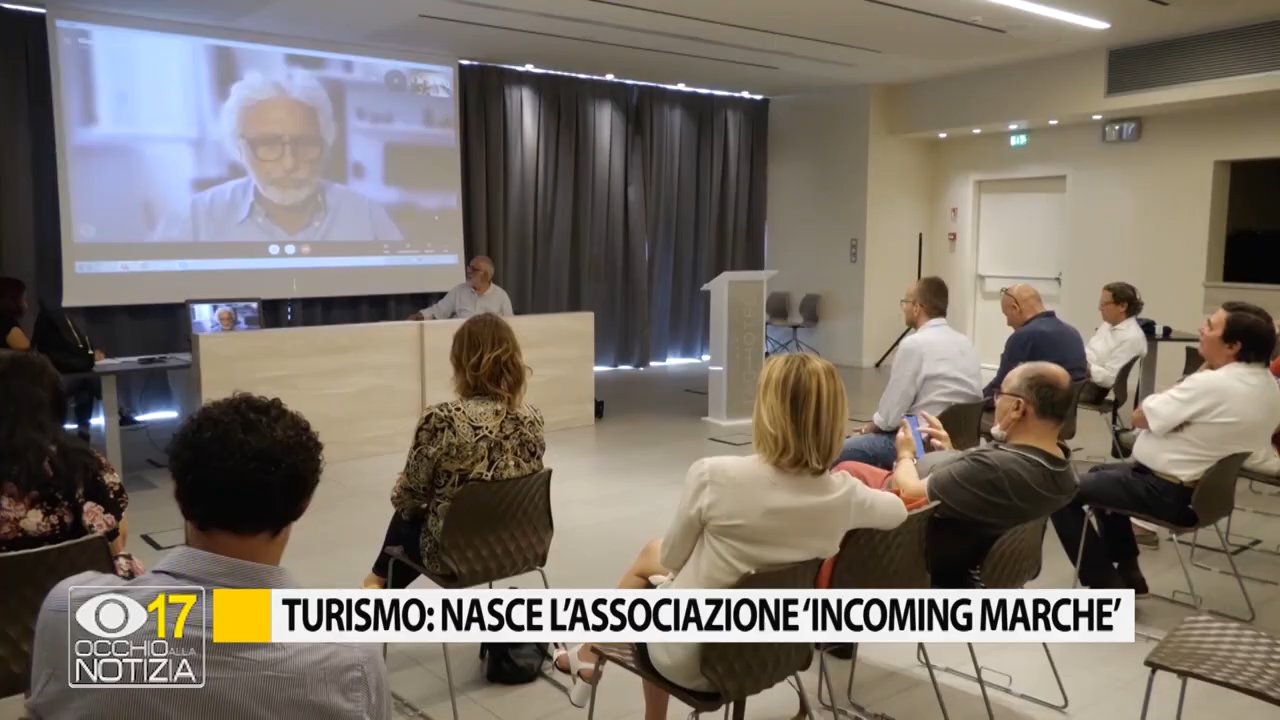 17
OCCHIO ALLA
NOTIZIA
TURISMO: NASCE L'ASSOCIAZIONE 'INCOMING MARCHE'